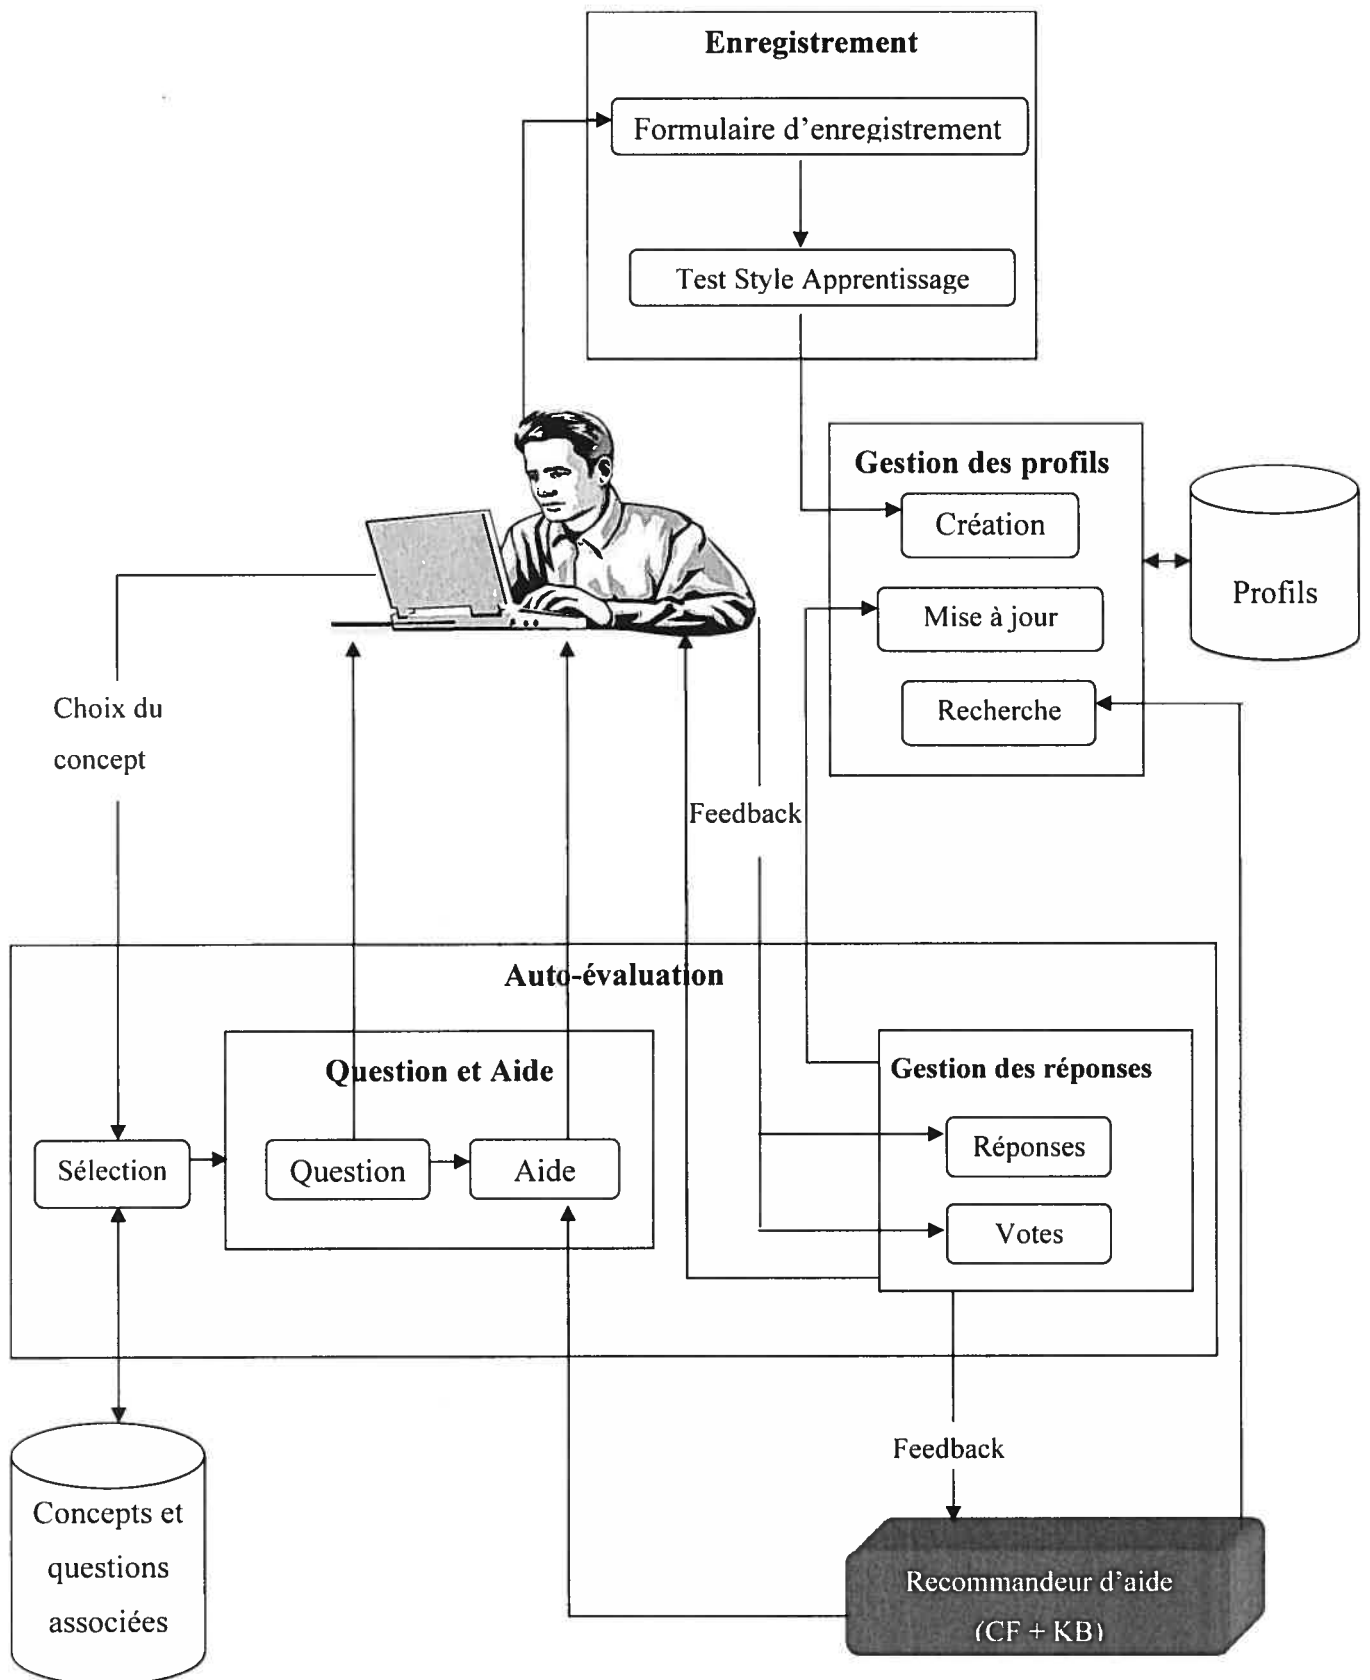 Enregistrement
Formulaire d'enregistrement
Test Style Apprentissage
Gestion des profils
Création
Mise à jour
Recherche
Profils
Choix du
concept
Feedback
Auto-évaluation
Question et Aide
Sélection
Question
Aide
Gestion des réponses
Réponses
Votes
Feedback
Concepts et
questions
associées
Recommandeur d'aide
(CF + KB)